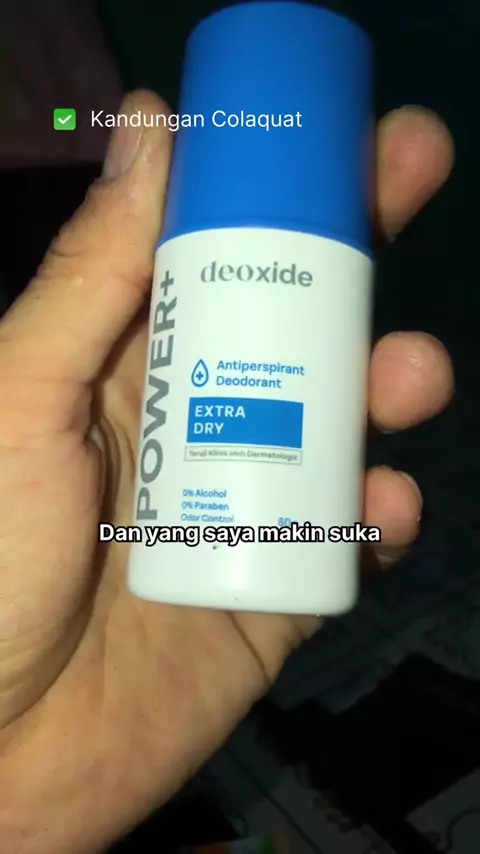 ✅ Kandungan Colaquat
deoxide
POWER+
Antiperspirant
Deodorant
EXTRA
DRY
Teruji Klinis oleh Dermatologis
0% Alcohol
0% Paraben
Odor Control
Dan yang saya makin suka